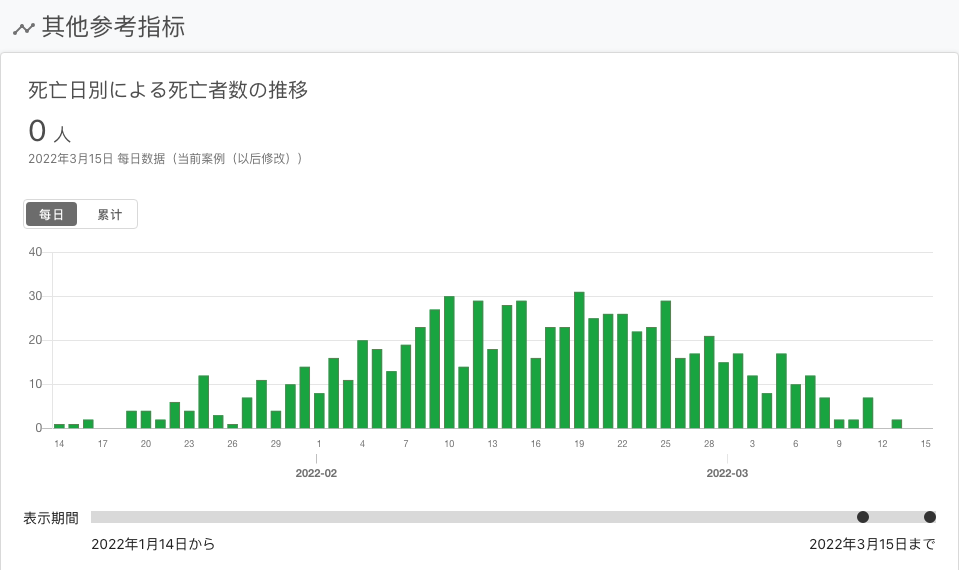 其他参考指标
死亡日別による死亡者数の推移
0 人
2022年3月15日 每日数据（当前案例（以后修改））
每日 累计
40
30
20
10
0
14 17 20 23 26 29 1 4 7 10 13 16 19 22 25 28 3 6 9 12 15
2022-02 2022-03
表示期間
2022年1月14日から 2022年3月15日まで